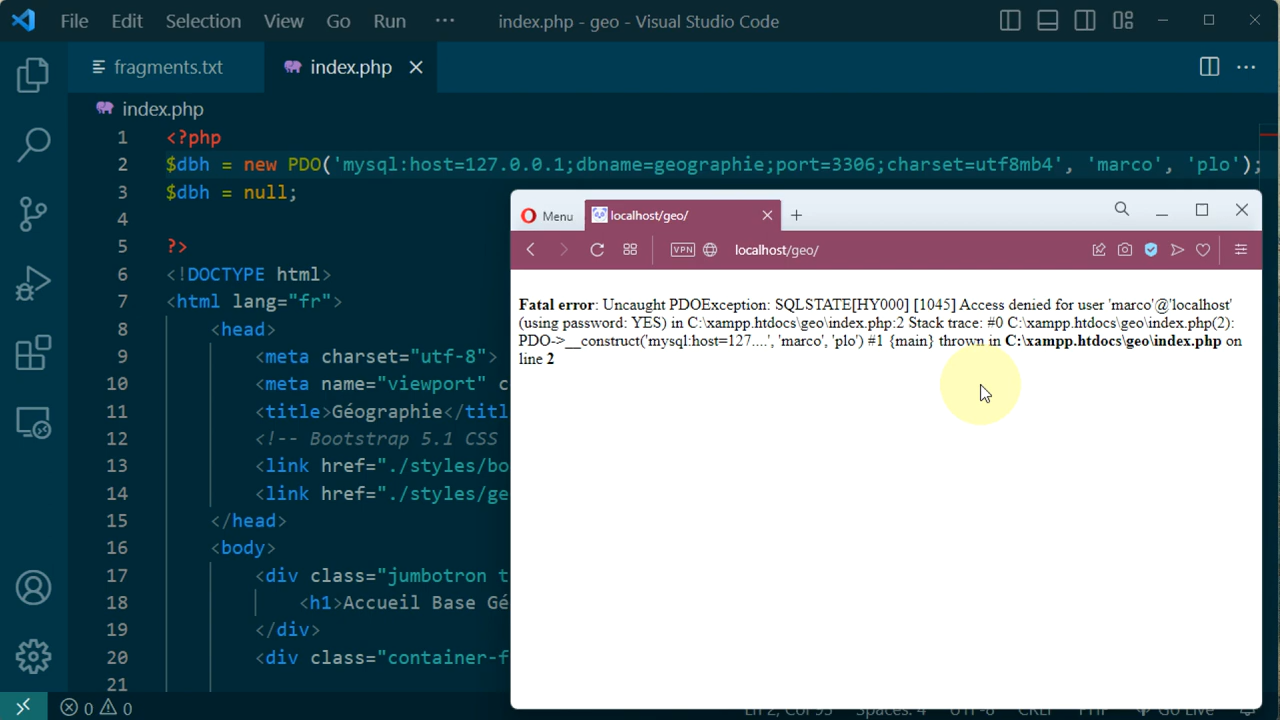 File Edit Selection View Go Run ··· index.php - geo - Visual Studio Code
fragments.txt index.php
index.php
1 <?php
2 $dbh = new PDO('mysql:host=127.0.0.1;dbname=geographie;port=3306;charset=utf8mb4', 'marco', 'plo');
3 $dbh = null;
4
5 ?>
6 <!DOCTYPE html>
7 <html lang="fr">
8 <head>
9 <meta charset="utf-8">
10 <meta name="viewport" c
11 <title>Géographie</titl
12 <!-- Bootstrap 5.1 CSS
13 <link href="./styles/bo
14 <link href="./styles/ge
15 </head>
16 <body>
17 <div class="jumbotron t
18 <h1>Accueil Base Gé
19 </div>
20 <div class="container-f
21
0 0
Menu localhost/geo/
VPN localhost/geo/
Fatal error: Uncaught PDOException: SQLSTATE[HY000] [1045] Access denied for user 'marco'@'localhost'
(using password: YES) in C:\xampp.htdocs\geo\index.php:2 Stack trace: #0 C:\xampp.htdocs\geo\index.php(2):
PDO->__construct('mysql:host=127....', 'marco', 'plo') #1 {main} thrown in C:\xampp.htdocs\geo\index.php on
line 2